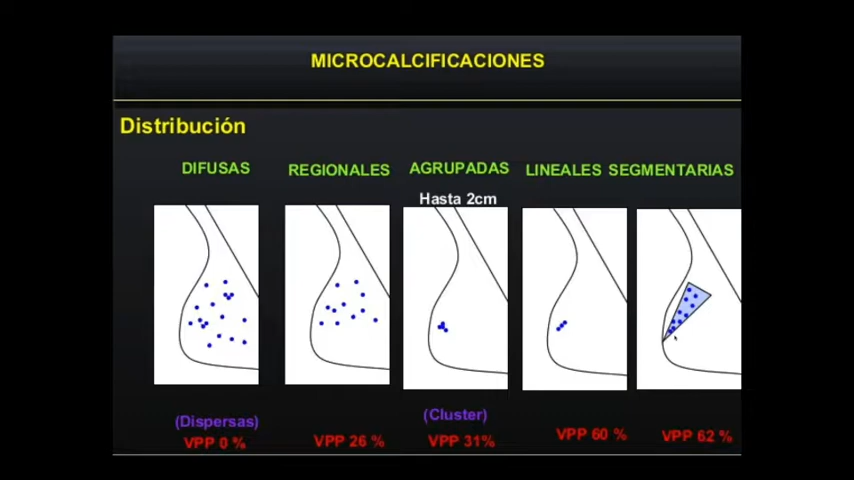 MICROCALCIFICACIONES
Distribución
DIFUSAS
REGIONALES
AGRUPADAS
LINEALES
SEGMENTARIAS
Hasta 2cm
(Dispersas)
(Cluster)
VPP 0 %
VPP 26 %
VPP 31%
VPP 60 %
VPP 62 %